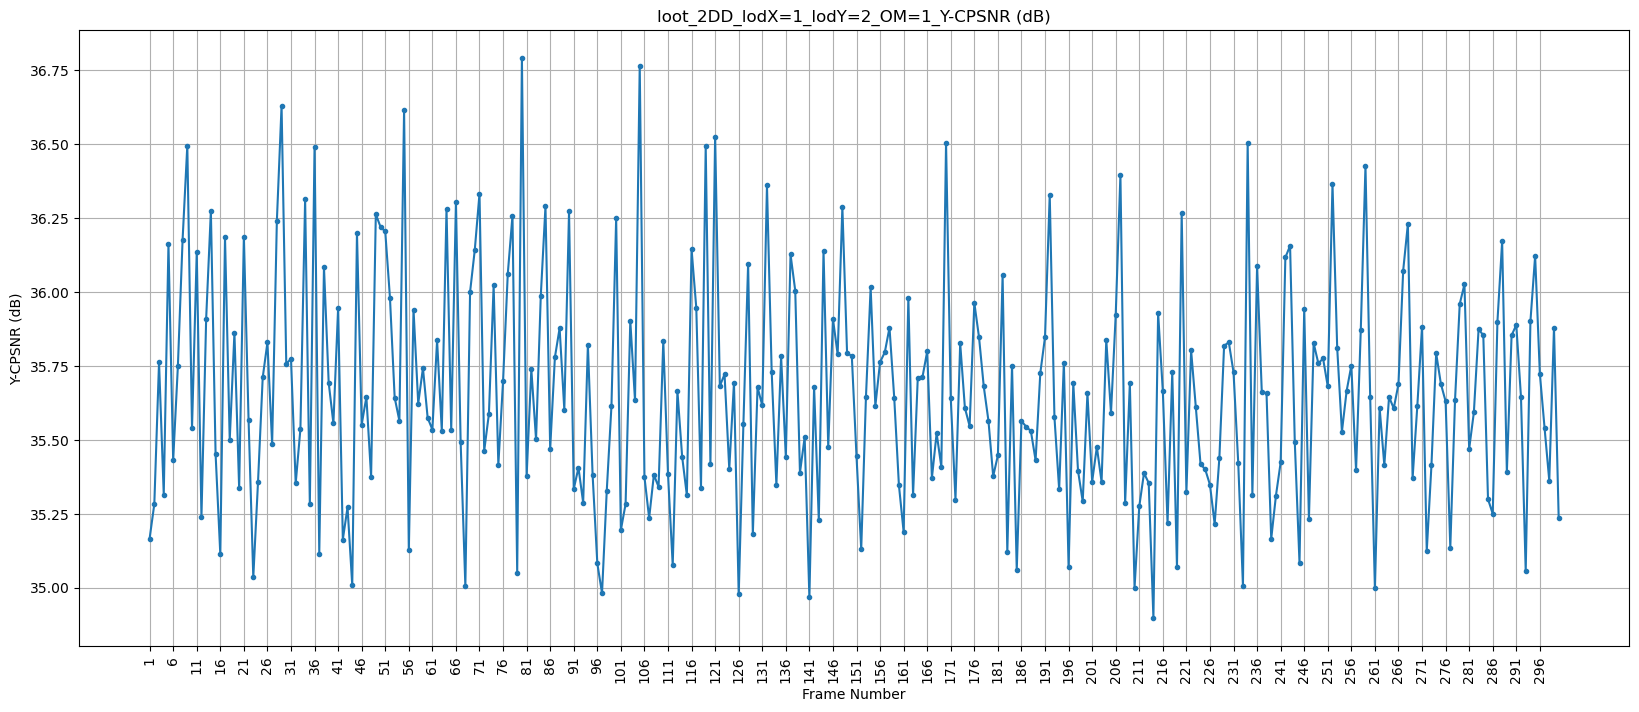 loot_2DD_lodX=1_lodY=2_OM=1_Y-CPSNR (dB)
Y-CPSNR (dB)
36.75
36.50
36.25
36.00
35.75
35.50
35.25
35.00
1 6 11 16 21 26 31 36 41 46 51 56 61 66 71 76 81 86 91 96 101 106 111 116 121 126 131 136 141 146 151 156 161 166 171 176 181 186 191 196 201 206 211 216 221 226 231 236 241 246 251 256 261 266 271 276 281 286 291 296
Frame Number